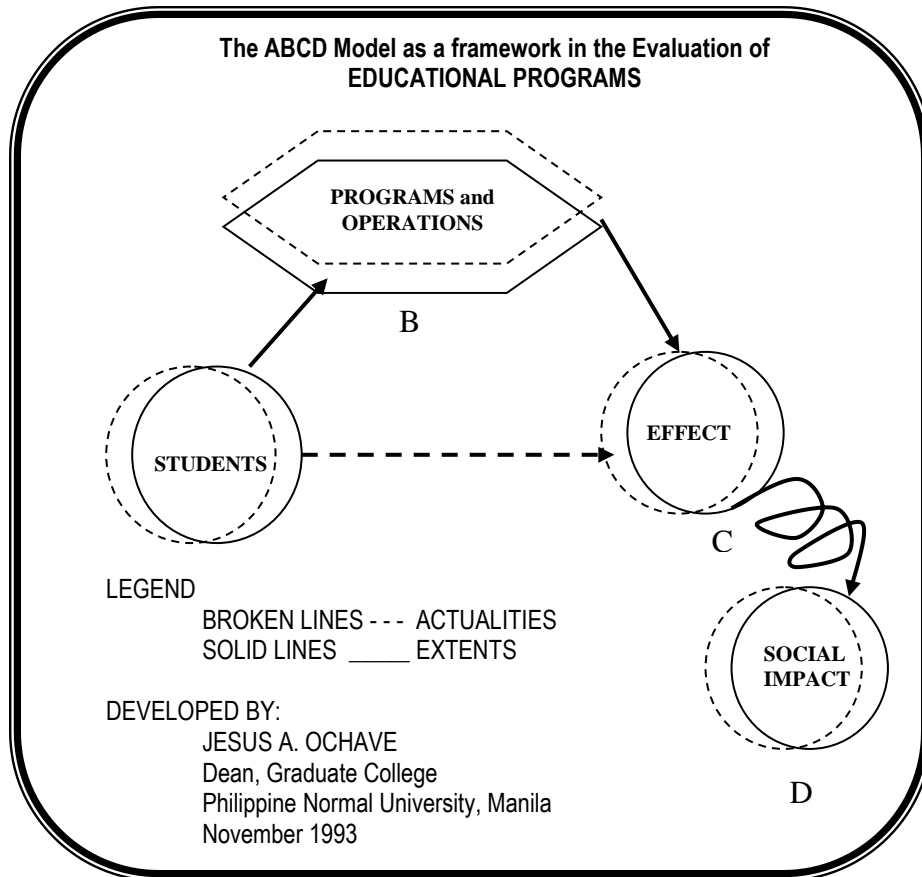 The ABCD Model as a framework in the Evaluation of
EDUCATIONAL PROGRAMS
PROGRAMS and
OPERATIONS
B
EFFECT
STUDENTS
C
LEGEND
BROKEN LINES - - - ACTUALITIES
SOLID LINES _____ EXTENTS
SOCIAL
IMPACT
DEVELOPED BY:
JESUS A. OCHAVE
Dean, Graduate College
Philippine Normal University, Manila
November 1993
D